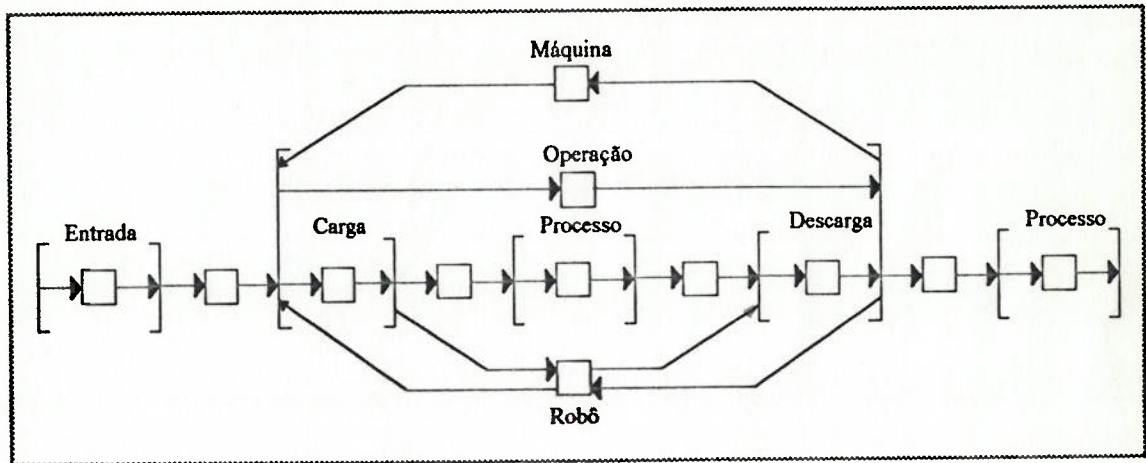 Máquina
Operação
Entrada
Carga
Processo
Descarga
Processo
Robô